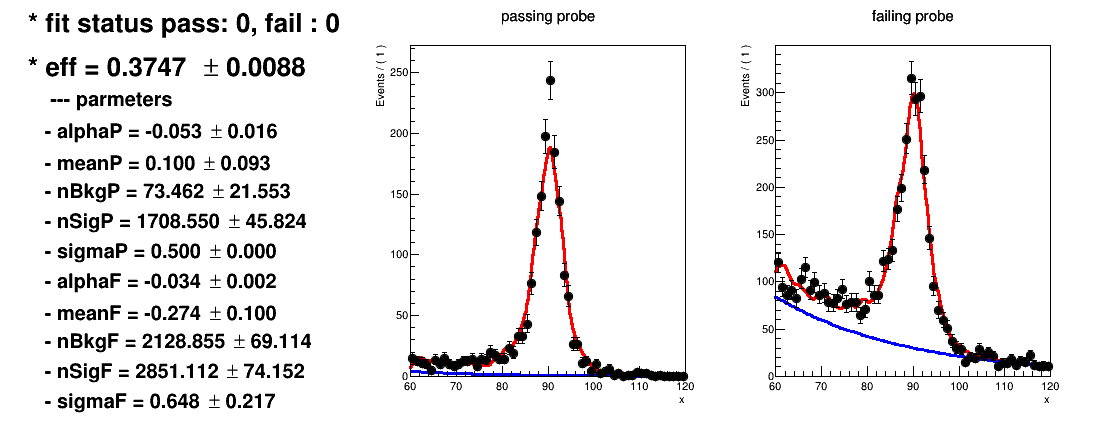 * fit status pass: 0, fail : 0
* eff = 0.3747 ± 0.0088
--- parmeters
- alphaP = -0.053 ± 0.016
- meanP = 0.100 ± 0.093
- nBkgP = 73.462 ± 21.553
- nSigP = 1708.550 ± 45.824
- sigmaP = 0.500 ± 0.000
- alphaF = -0.034 ± 0.002
- meanF = -0.274 ± 0.100
- nBkgF = 2128.855 ± 69.114
- nSigF = 2851.112 ± 74.152
- sigmaF = 0.648 ± 0.217
passing probe
Events / ( 1 )
250
200
150
100
50
0
60 70 80 90 100 110 120
x
failing probe
Events / ( 1 )
300
250
200
150
100
50
0
60 70 80 90 100 110 120
x